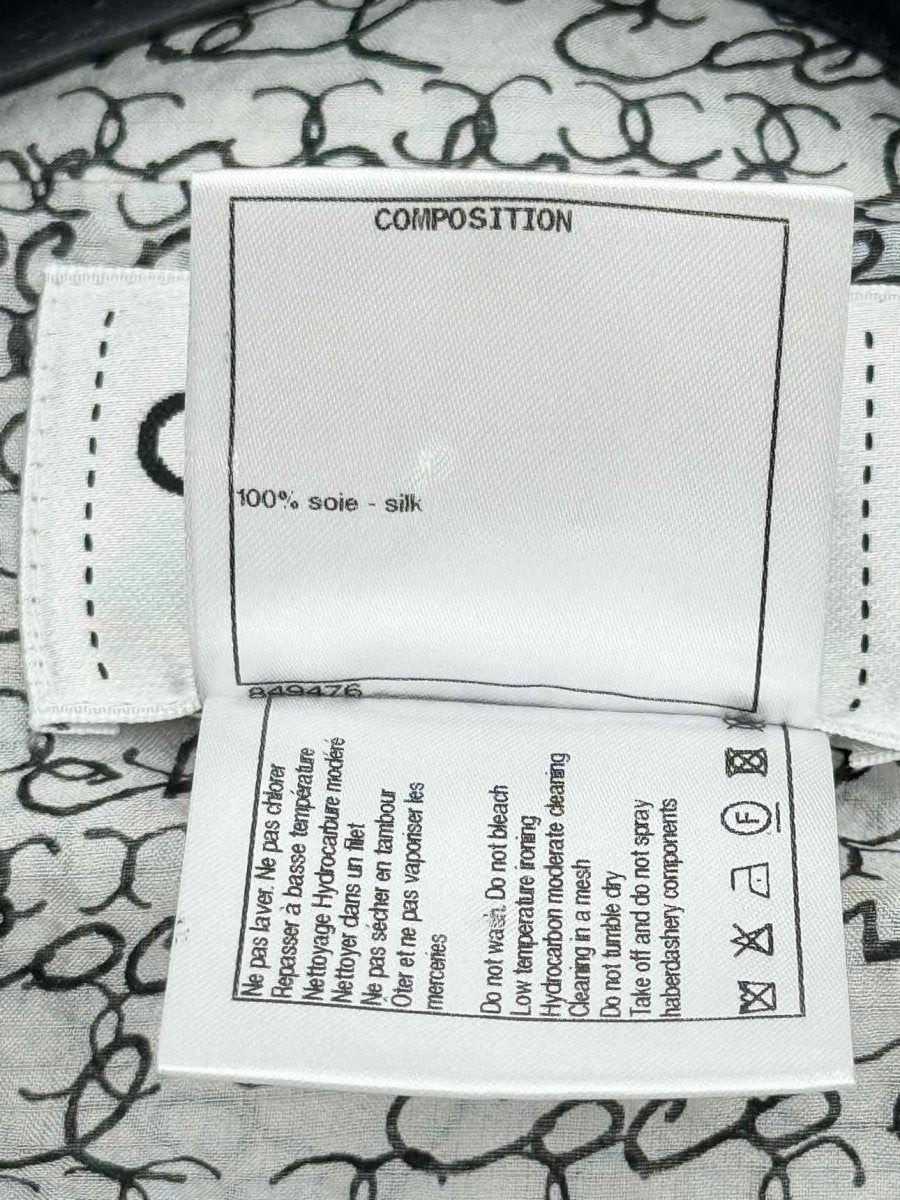 COMPOSITION
100% soie - silk
Ne pas laver. Ne pas chlorer
Repasser à basse température
Nettoyage Hydrocarbure modéré
Nettoyer dans un filet
Ne pas sécher en tambour
Oter et ne pas vaporiser les
merceries
Do not wash. Do not bleach
Low temperature ironing
Hydrocarbon moderate cleaning
Cleaning in a mesh
Do not tumble dry
Take off and do not spray
haberdashery components
F